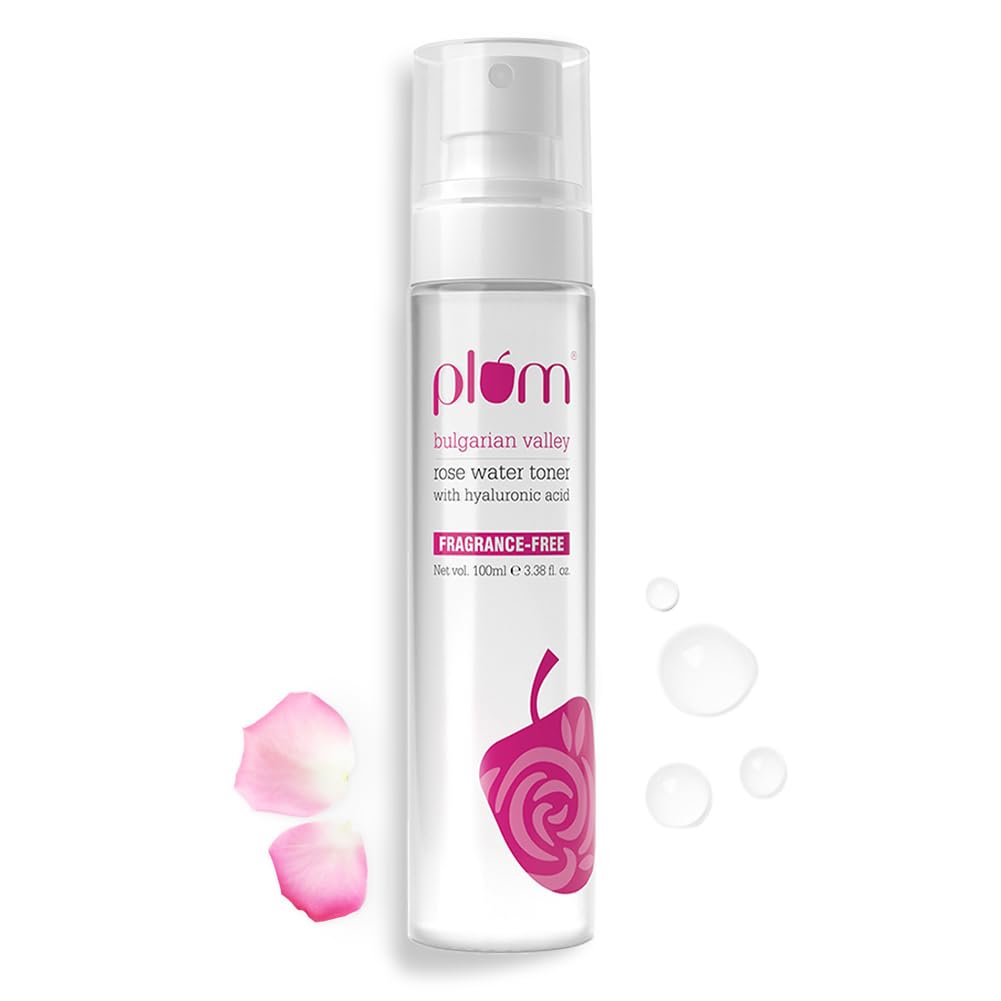 plum®
bulgarian valley
rose water toner
with hyaluronic acid
FRAGRANCE-FREE
Net vol. 100ml ℮ 3.38 fl. oz.